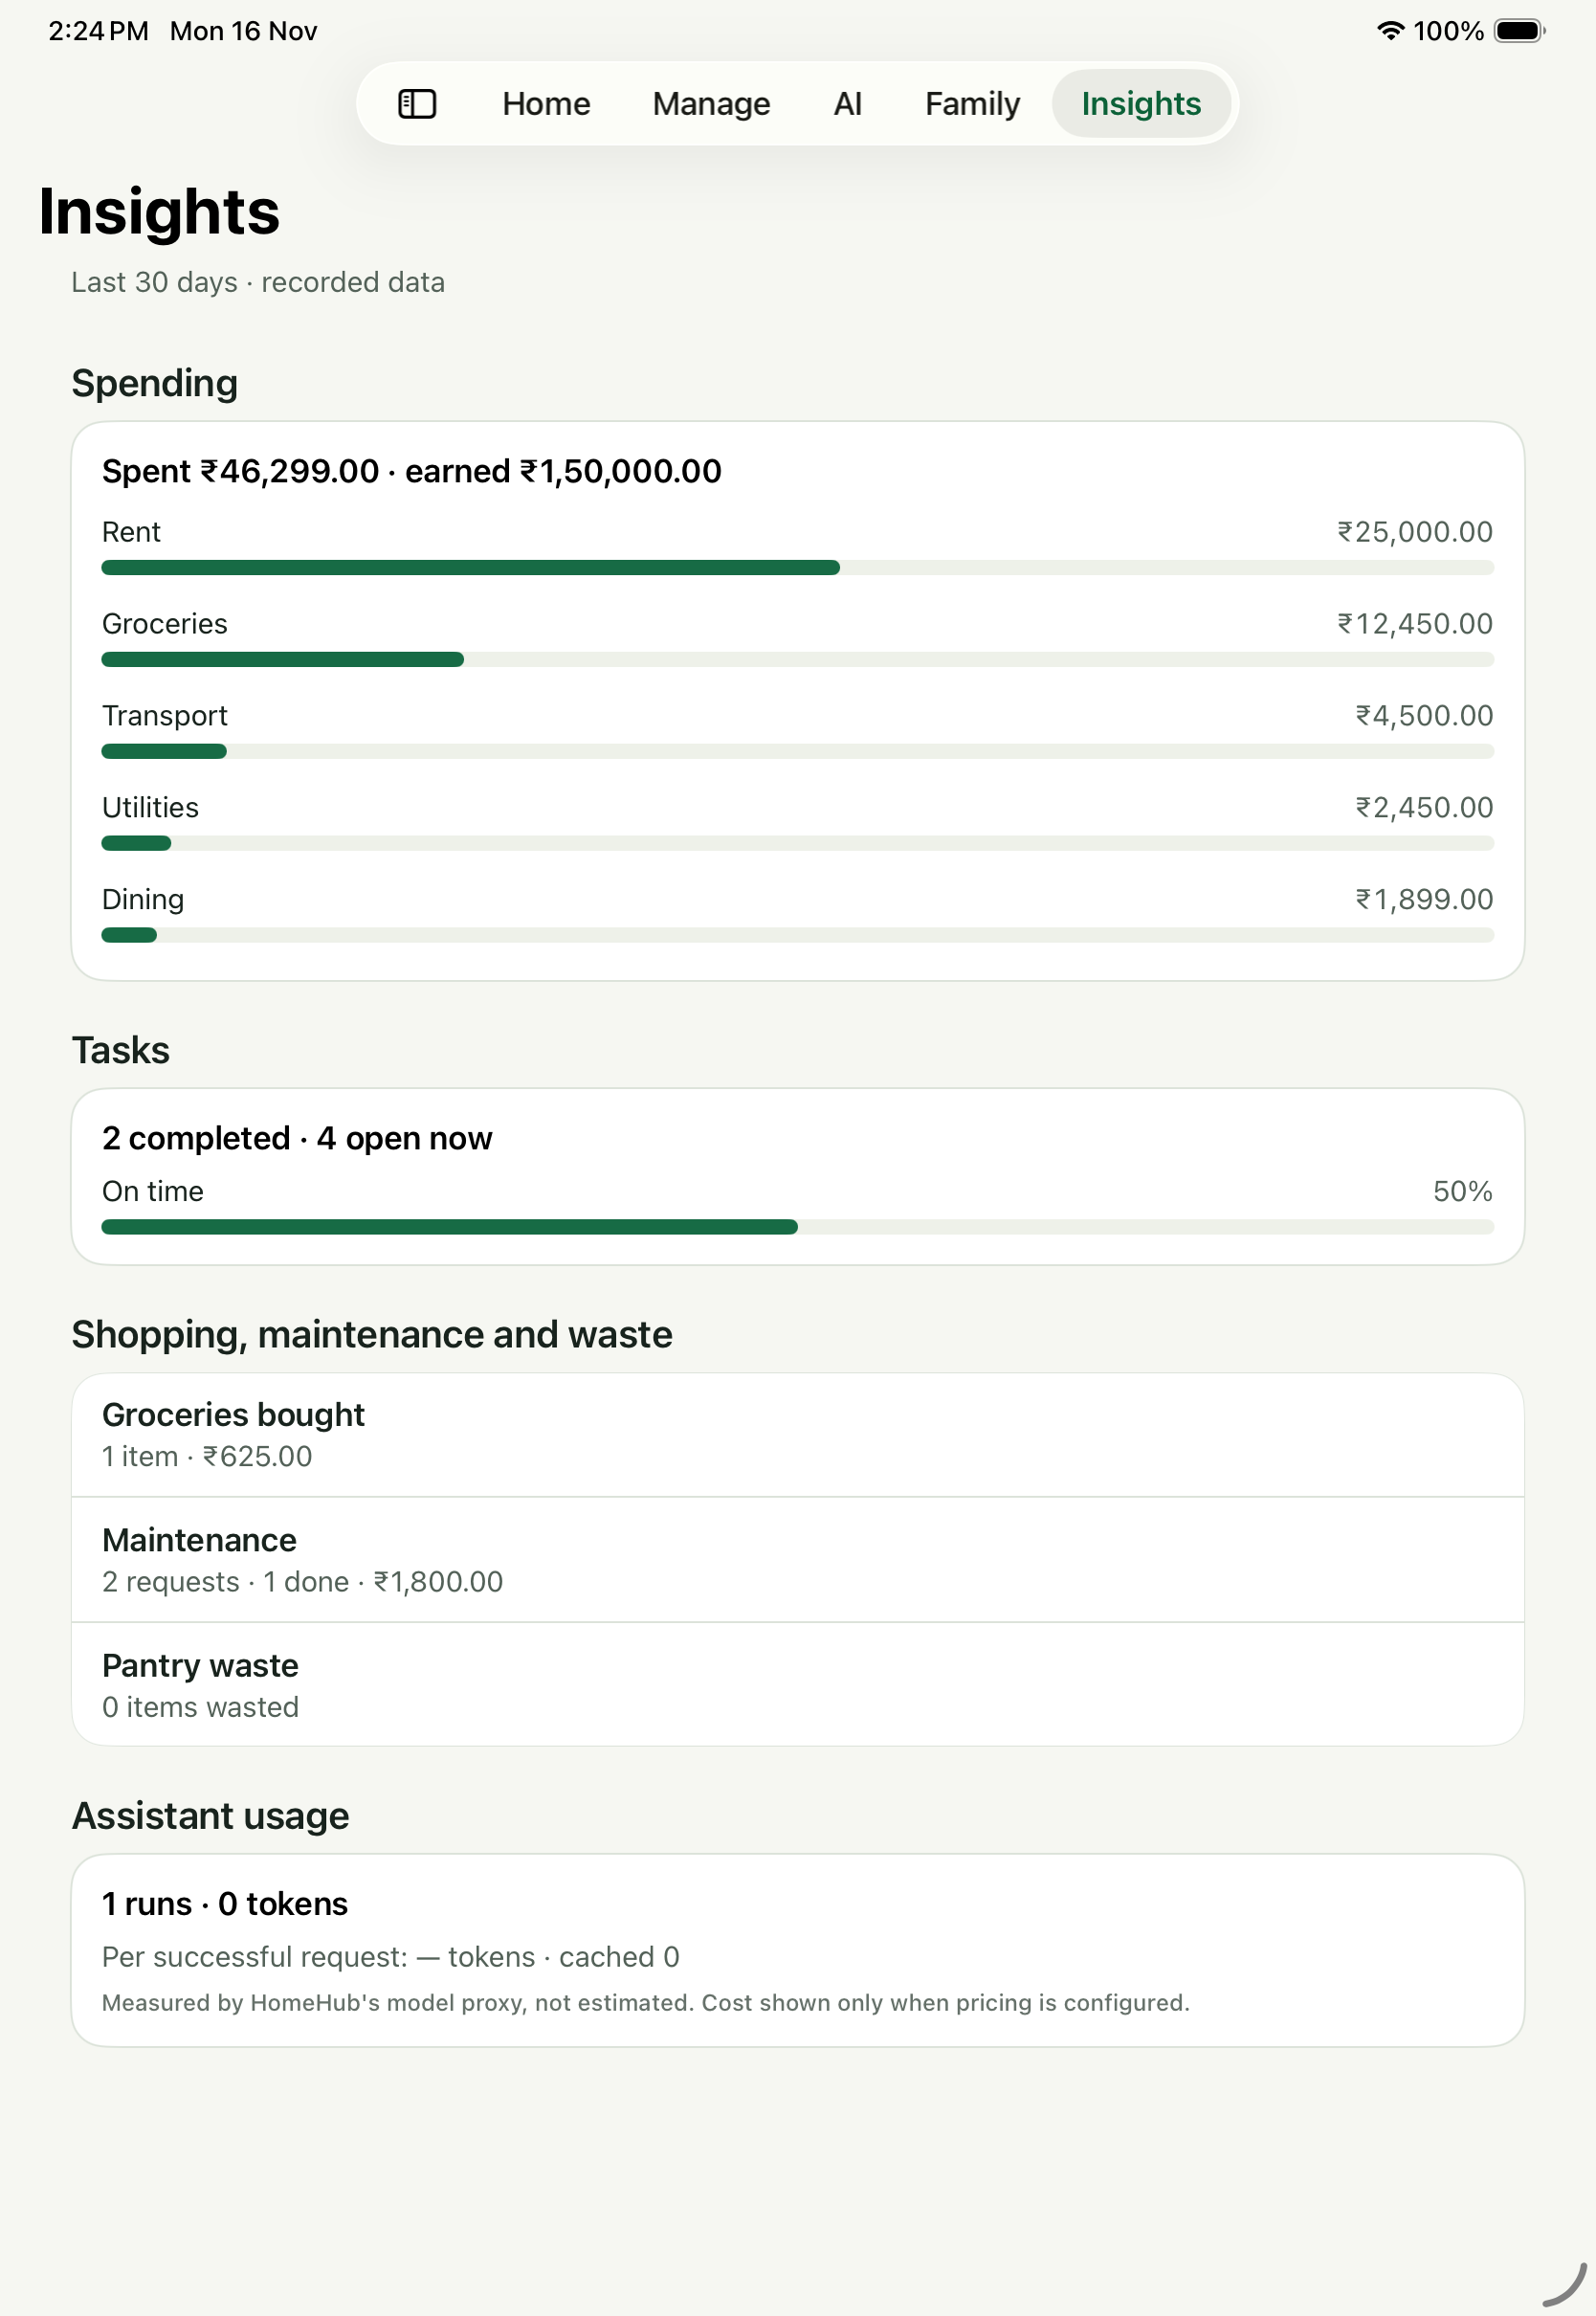 2:24 PM Mon 16 Nov
100%
Home Manage AI Family Insights
Insights
Last 30 days · recorded data
Spending
Spent ₹46,299.00 · earned ₹1,50,000.00
Rent ₹25,000.00
Groceries ₹12,450.00
Transport ₹4,500.00
Utilities ₹2,450.00
Dining ₹1,899.00
Tasks
2 completed · 4 open now
On time 50%
Shopping, maintenance and waste
Groceries bought
1 item · ₹625.00
Maintenance
2 requests · 1 done · ₹1,800.00
Pantry waste
0 items wasted
Assistant usage
1 runs · 0 tokens
Per successful request: — tokens · cached 0
Measured by HomeHub's model proxy, not estimated. Cost shown only when pricing is configured.